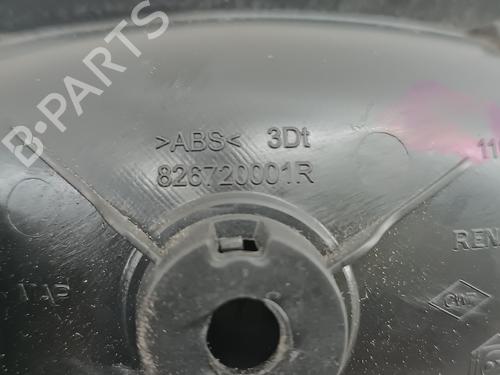 >ABS< 3Dt
826720001R
REN
B-PARTS